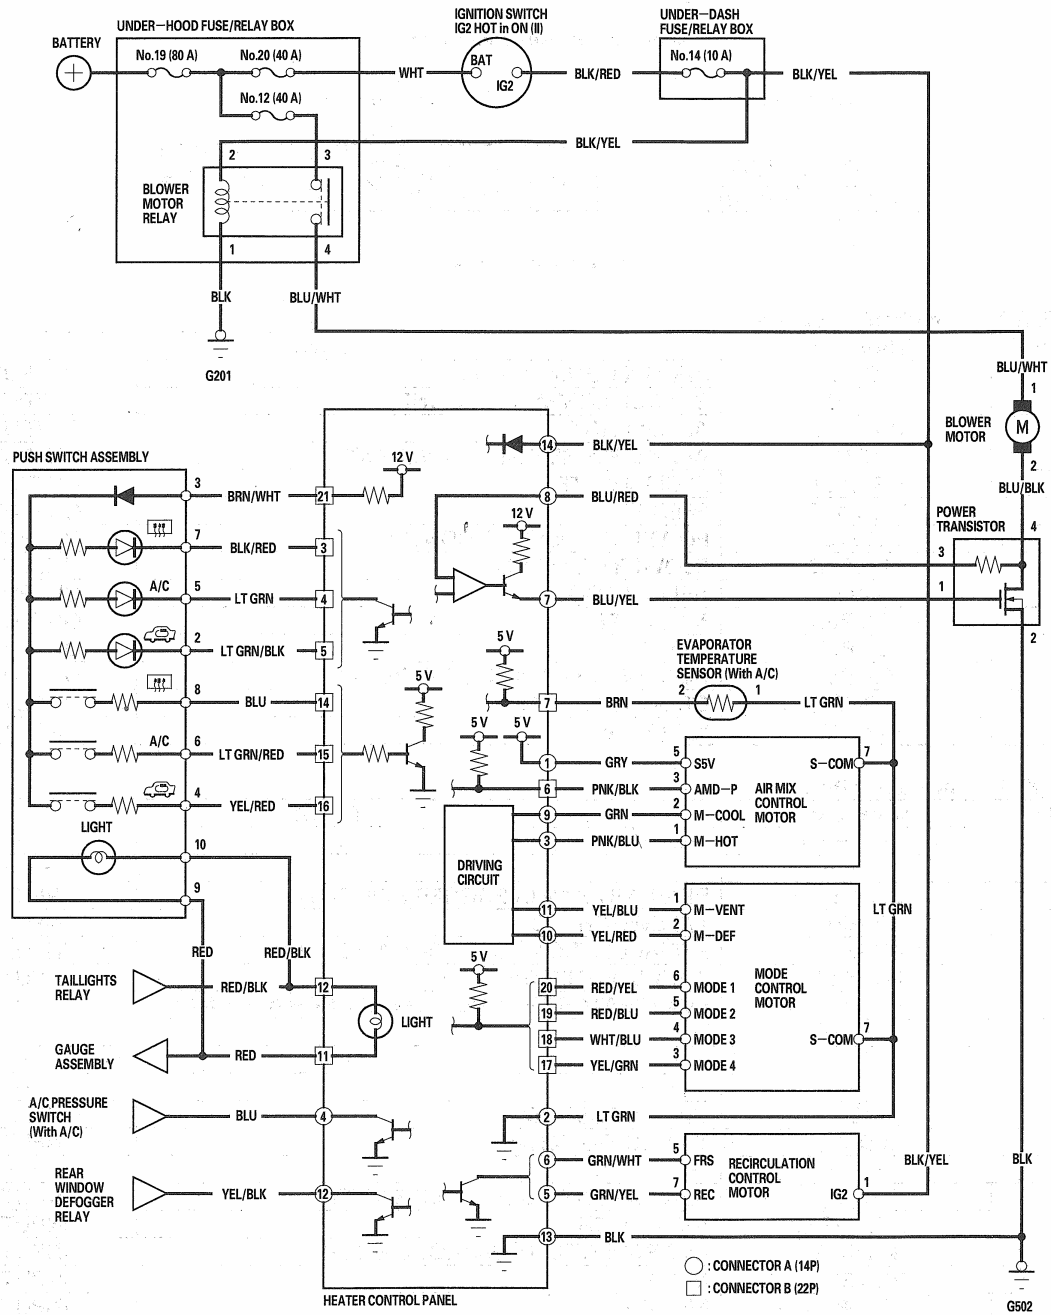 UNDER-HOOD FUSE/RELAY BOX
IGNITION SWITCH
IG2 HOT in ON (II)
UNDER-DASH
FUSE/RELAY BOX
BATTERY
No.19 (80 A)
No.20 (40 A)
BAT
IG2
No.14 (10 A)
WHT
BLK/RED
BLK/YEL
No.12 (40 A)
BLK/YEL
2
3
BLOWER
MOTOR
RELAY
1
4
BLK
BLU/WHT
G201
BLU/WHT
1
BLOWER
MOTOR
M
2
BLU/BLK
PUSH SWITCH ASSEMBLY
12 V
14
BLK/YEL
3
BRN/WHT
21
8
BLU/RED
12 V
POWER
TRANSISTOR
4
7
BLK/RED
3
3
A/C
5
LT GRN
4
7
BLU/YEL
1
2
2
LT GRN/BLK
5
5 V
EVAPORATOR
TEMPERATURE
SENSOR (With A/C)
8
BLU
14
5 V
7
BRN
2
1
LT GRN
A/C
6
LT GRN/RED
15
5 V
5 V
1
GRY
5
S5V
S-COM
7
4
YEL/RED
16
6
PNK/BLK
3
AMD-P
AIR MIX
CONTROL
MOTOR
9
GRN
2
M-COOL
3
PNK/BLU
1
M-HOT
LIGHT
10
9
DRIVING
CIRCUIT
11
YEL/BLU
1
M-VENT
LT GRN
10
YEL/RED
2
M-DEF
RED
RED/BLK
5 V
TAILLIGHTS
RELAY
RED/BLK
12
LIGHT
20
RED/YEL
6
MODE 1
MODE
CONTROL
MOTOR
19
RED/BLU
5
MODE 2
18
WHT/BLU
4
MODE 3
S-COM
7
17
YEL/GRN
3
MODE 4
GAUGE
ASSEMBLY
RED
11
A/C PRESSURE
SWITCH
(With A/C)
BLU
4
2
LT GRN
REAR
WINDOW
DEFOGGER
RELAY
YEL/BLK
12
6
GRN/WHT
5
FRS
RECIRCULATION
CONTROL
MOTOR
BLK/YEL
BLK
5
GRN/YEL
7
REC
IG2
1
13
BLK
: CONNECTOR A (14P)
: CONNECTOR B (22P)
HEATER CONTROL PANEL
G502